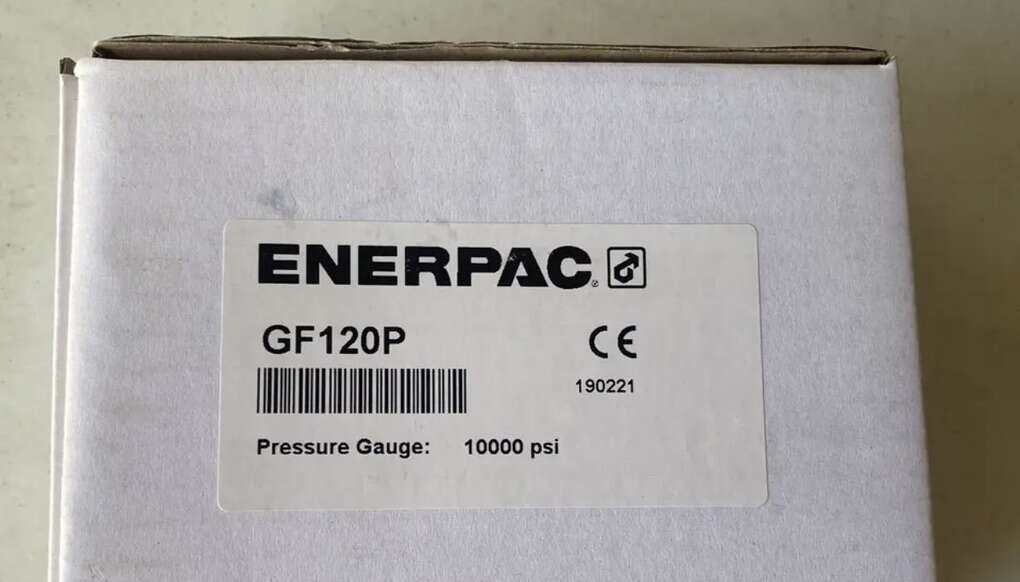 ENERPAC®
GF120P CE
190221
Pressure Gauge: 10000 psi